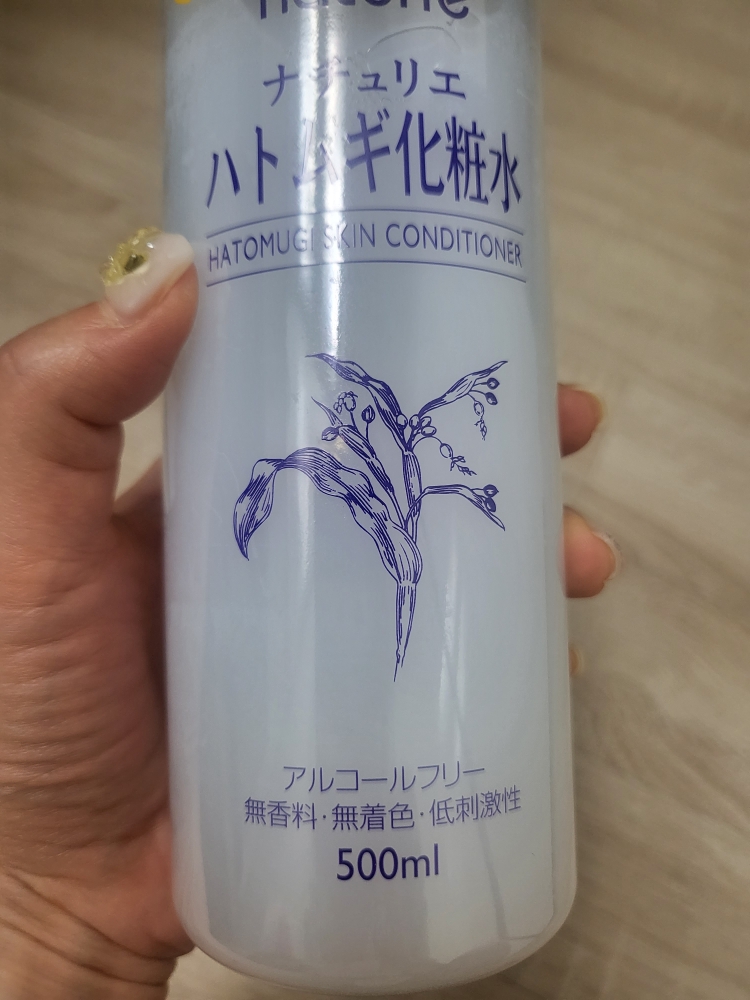 ナチュリエ
ハトムギ化粧水
HATOMUGI SKIN CONDITIONER
アルコールフリー
無香料・無着色・低刺激性
500ml